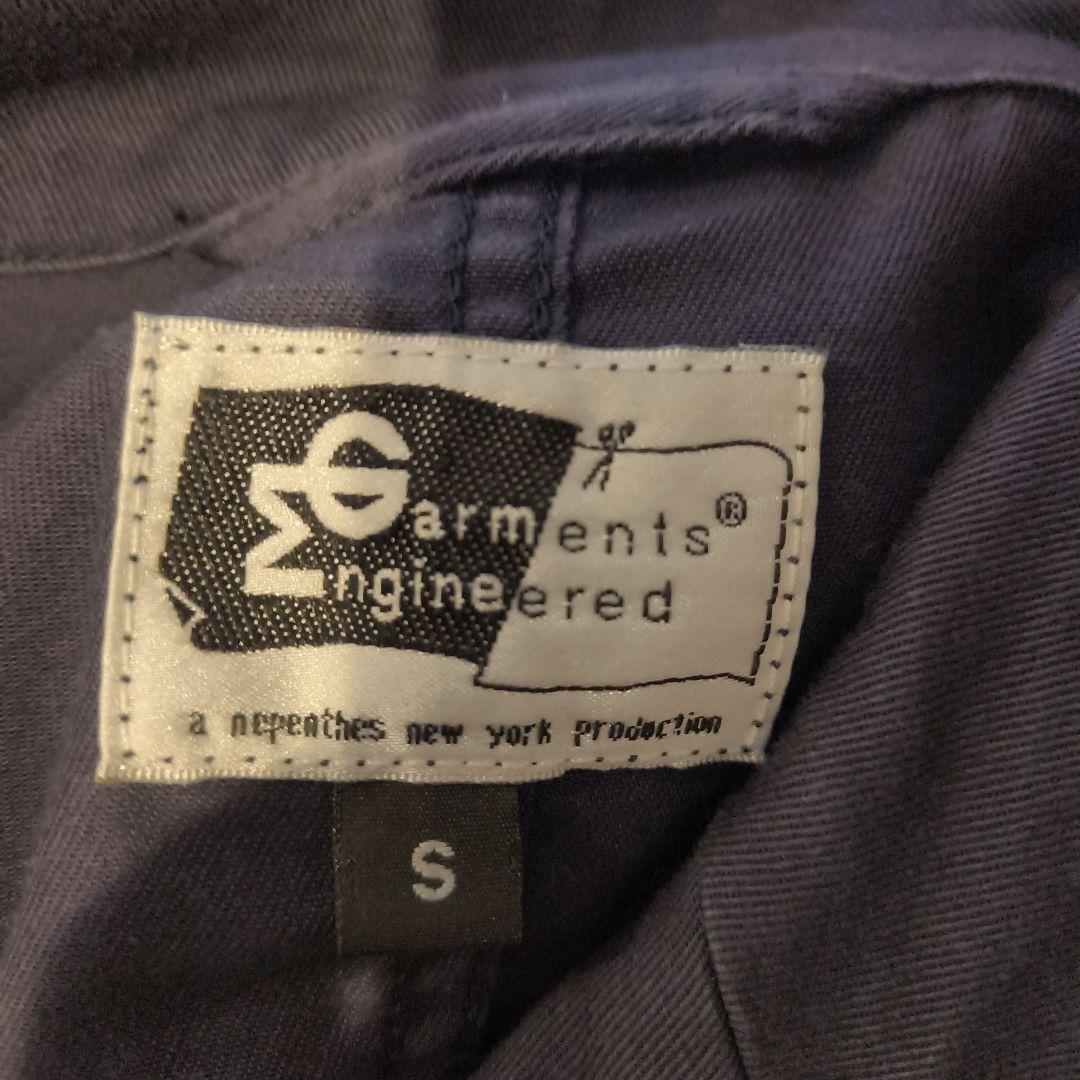 Garments®
Engineered
a nepenthes new york production
S